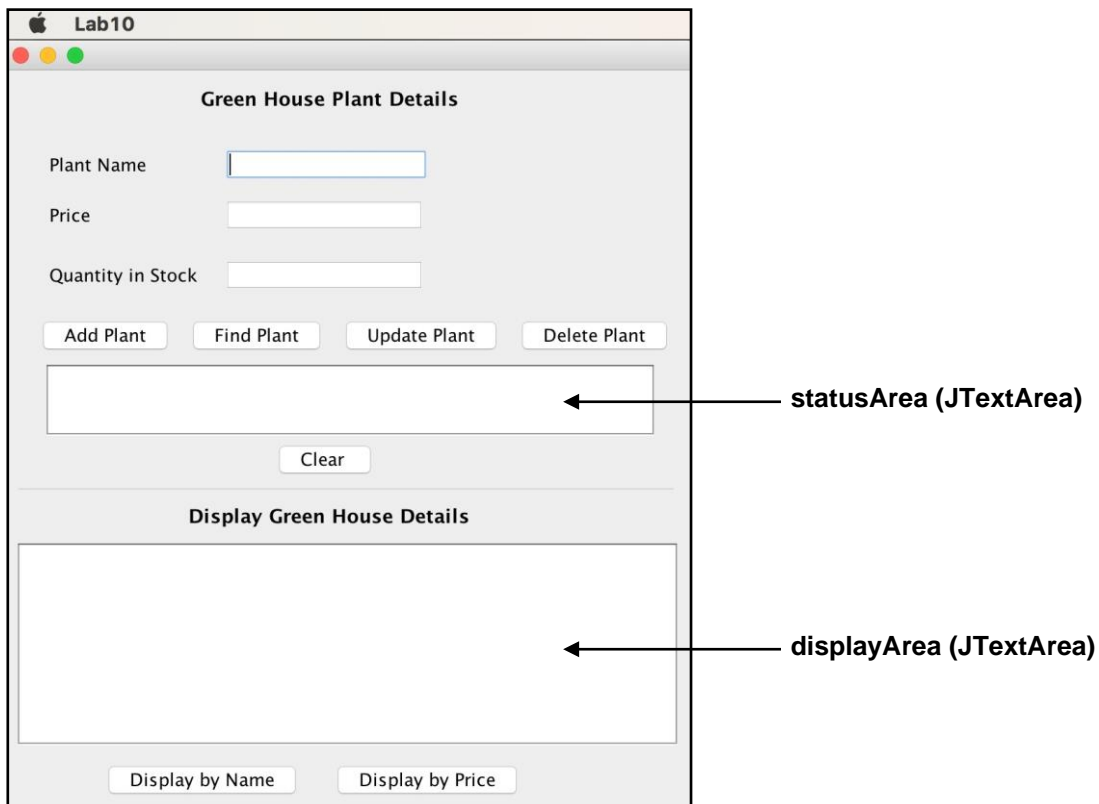 Lab10
Green House Plant Details
Plant Name
Price
Quantity in Stock
Add Plant Find Plant Update Plant Delete Plant
statusArea (JTextArea)
Clear
Display Green House Details
displayArea (JTextArea)
Display by Name Display by Price